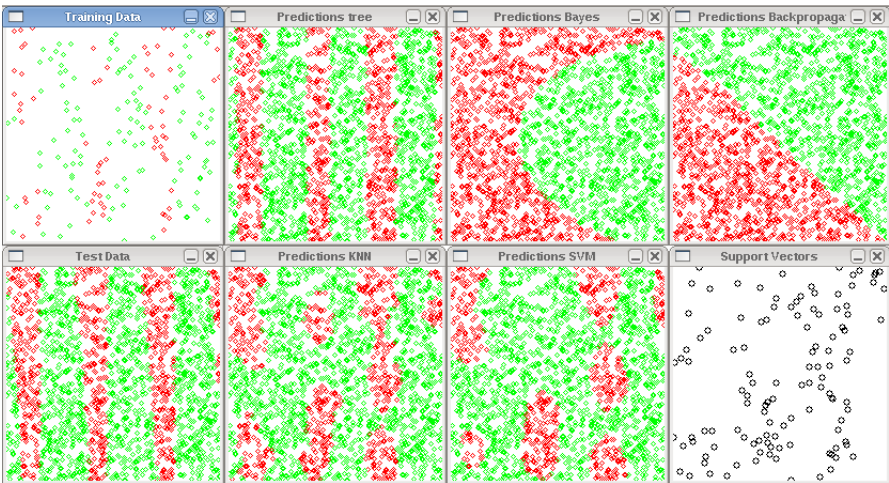 Training Data
Predictions tree
Predictions Bayes
Predictions Backpropaga
Test Data
Predictions KNN
Predictions SVM
Support Vectors